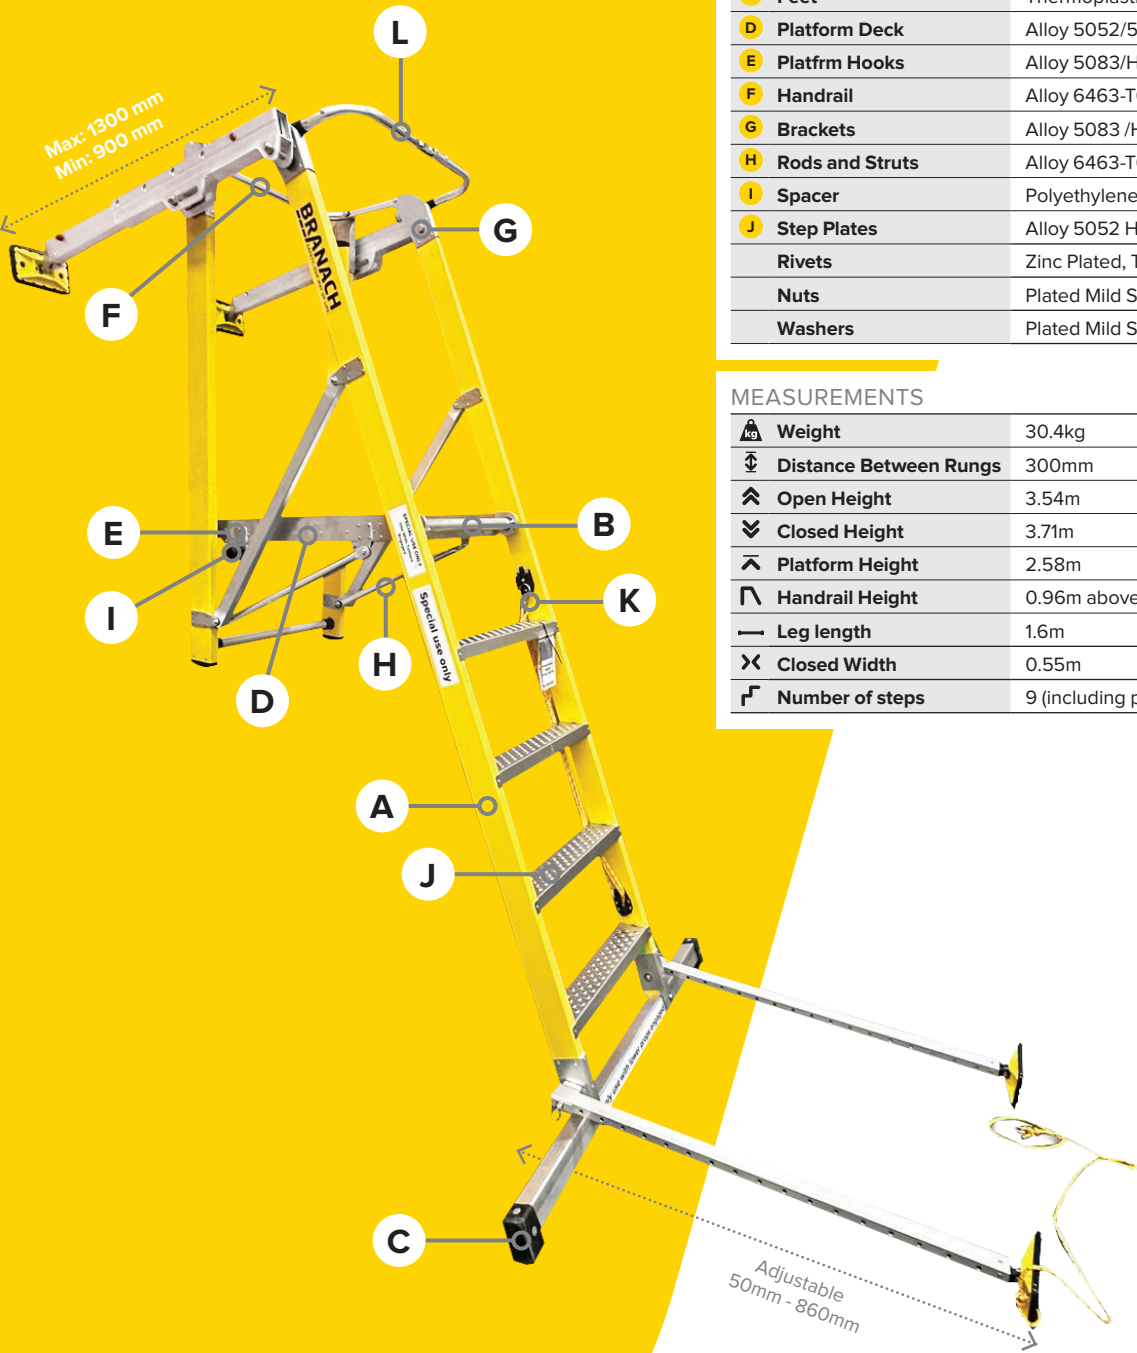 L
Max: 1300 mm
Min: 900 mm
F
G
BRANACH
E
I
D
H
B
K
SPECIAL USE ONLY
Special use only
A
J
C
Adjustable
50mm - 860mm
D Platform Deck Alloy 5052/5
E Platfrm Hooks Alloy 5083/H
F Handrail Alloy 6463-T
G Brackets Alloy 5083 /H
H Rods and Struts Alloy 6463-T
I Spacer Polyethylene
J Step Plates Alloy 5052 H
Rivets Zinc Plated, T
Nuts Plated Mild S
Washers Plated Mild S
MEASUREMENTS
kg Weight 30.4kg
Distance Between Rungs 300mm
Open Height 3.54m
Closed Height 3.71m
Platform Height 2.58m
Handrail Height 0.96m above
Leg length 1.6m
Closed Width 0.55m
Number of steps 9 (including p